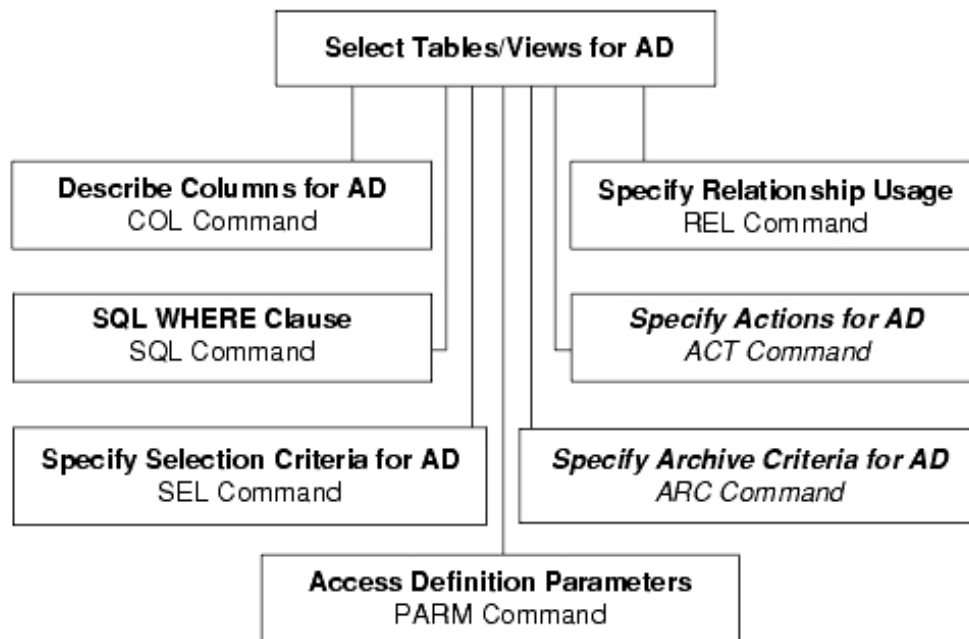 Select Tables/Views for AD
Describe Columns for AD
COL Command
Specify Relationship Usage
REL Command
SQL WHERE Clause
SQL Command
Specify Actions for AD
ACT Command
Specify Selection Criteria for AD
SEL Command
Specify Archive Criteria for AD
ARC Command
Access Definition Parameters
PARM Command